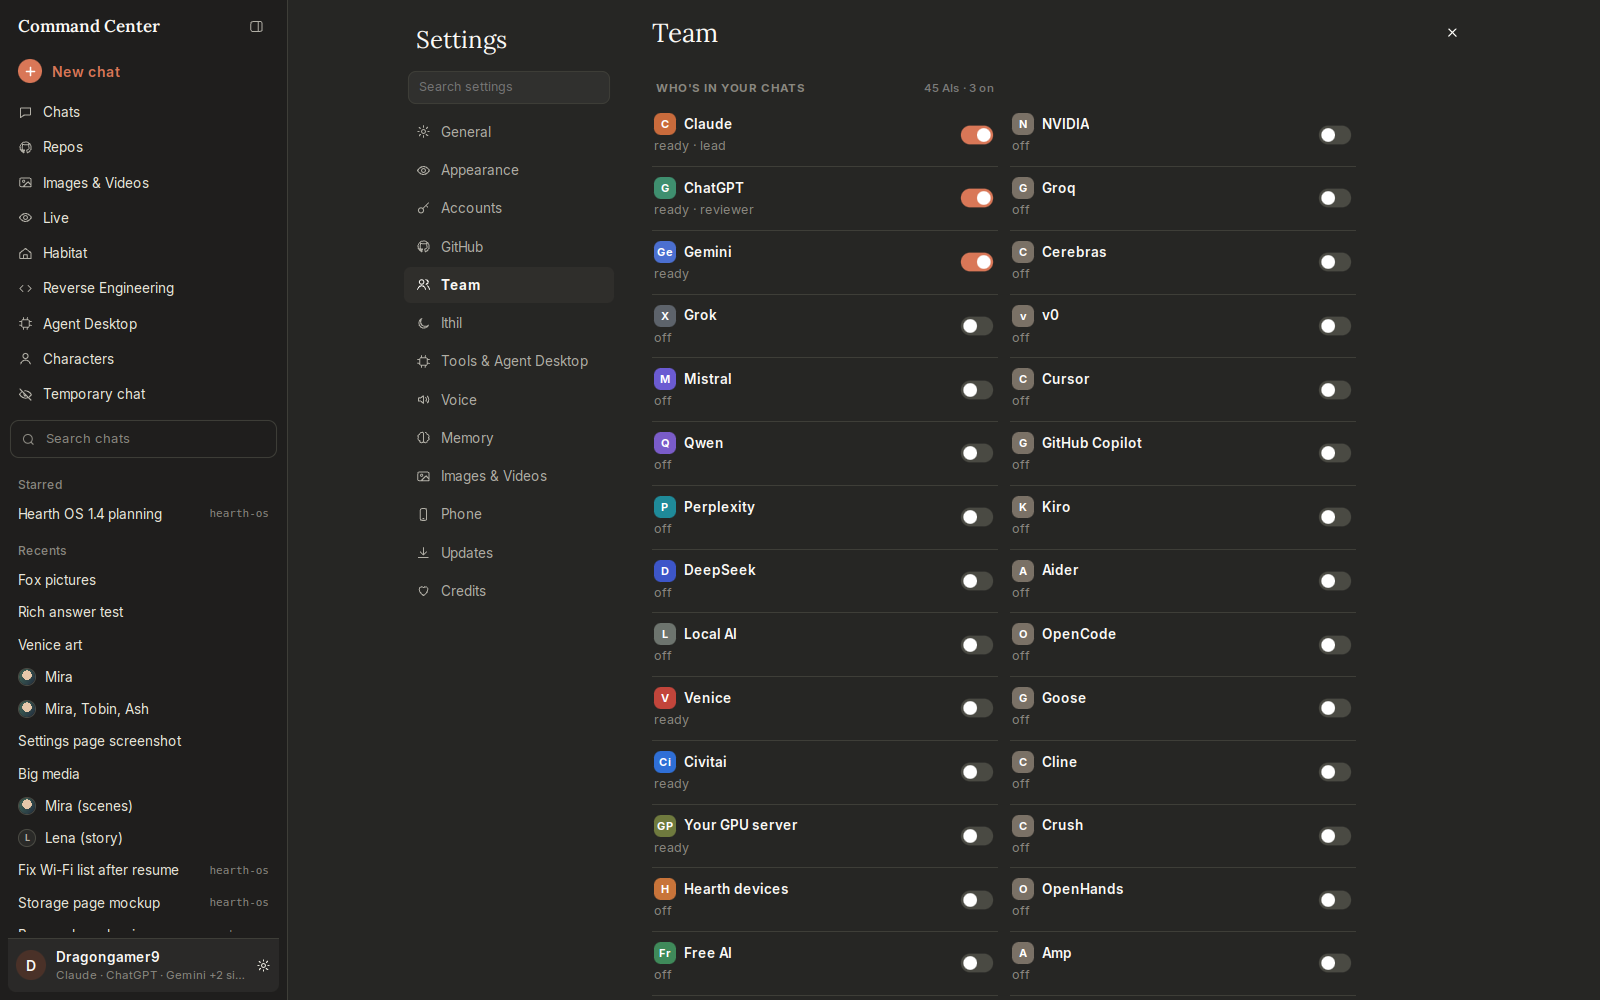 Command Center
New chat
Chats
Repos
Images & Videos
Live
Habitat
Reverse Engineering
Agent Desktop
Characters
Temporary chat
Search chats
Starred
Hearth OS 1.4 planning hearth-os
Recents
Fox pictures
Rich answer test
Venice art
Mira
Mira, Tobin, Ash
Settings page screenshot
Big media
Mira (scenes)
L Lena (story)
Fix Wi-Fi list after resume hearth-os
Storage page mockup hearth-os
D Dragongamer9
Claude · ChatGPT · Gemini +2 si...
Settings
Search settings
General
Appearance
Accounts
GitHub
Team
Ithil
Tools & Agent Desktop
Voice
Memory
Images & Videos
Phone
Updates
Credits
Team
WHO'S IN YOUR CHATS 45 AIs · 3 on
C Claude
ready · lead
G ChatGPT
ready · reviewer
Ge Gemini
ready
X Grok
off
M Mistral
off
Q Qwen
off
P Perplexity
off
D DeepSeek
off
L Local AI
off
V Venice
ready
Ci Civitai
ready
GP Your GPU server
ready
H Hearth devices
off
Fr Free AI
off
N NVIDIA
off
G Groq
off
C Cerebras
off
v v0
off
C Cursor
off
G GitHub Copilot
off
K Kiro
off
A Aider
off
O OpenCode
off
G Goose
off
C Cline
off
C Crush
off
O OpenHands
off
A Amp
off